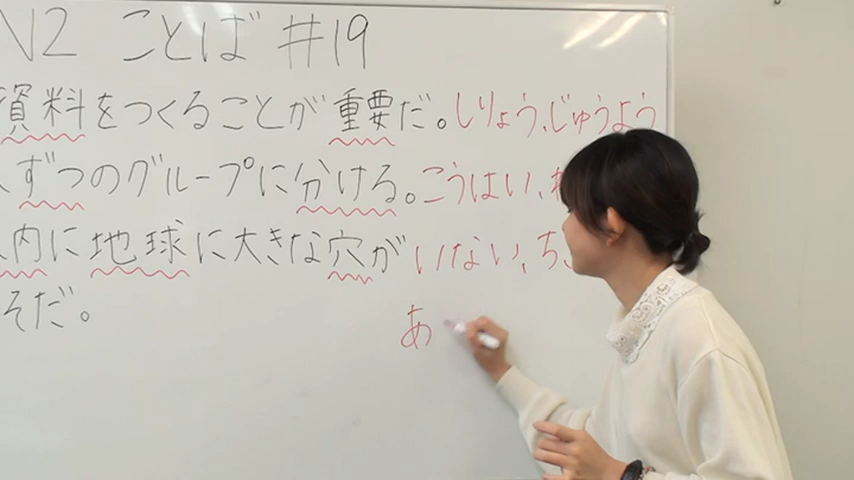 N2 ことば #19
資料をつくることが重要だ。しりょう、じゅうよう
ずつのグループに分ける。こうはい、わ
内に地球に大きな穴がいない、ち
そだ。
あ